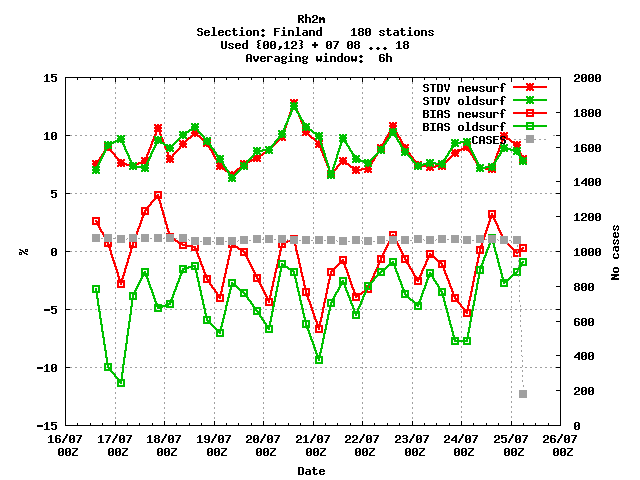 Rh2m
Selection: Finland    180 stations
Used {00,12} + 07 08 ... 18
Averaging window:  6h
STDV newsurf
STDV oldsurf
BIAS newsurf
BIAS oldsurf
CASES
15
10
5
0
-5
-10
-15
%
2000
1800
1600
1400
1200
1000
800
600
400
200
0
No cases
16/07 17/07 18/07 19/07 20/07 21/07 22/07 23/07 24/07 25/07 26/07
00Z 00Z 00Z 00Z 00Z 00Z 00Z 00Z 00Z 00Z 00Z
Date